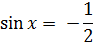 sin x = -1/2